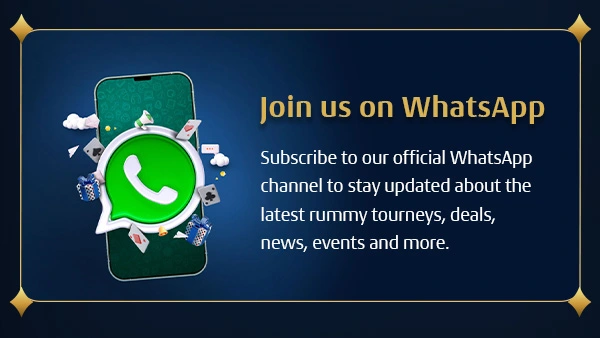 Join us on WhatsApp
Subscribe to our official WhatsApp
channel to stay updated about the
latest rummy tourneys, deals,
news, events and more.